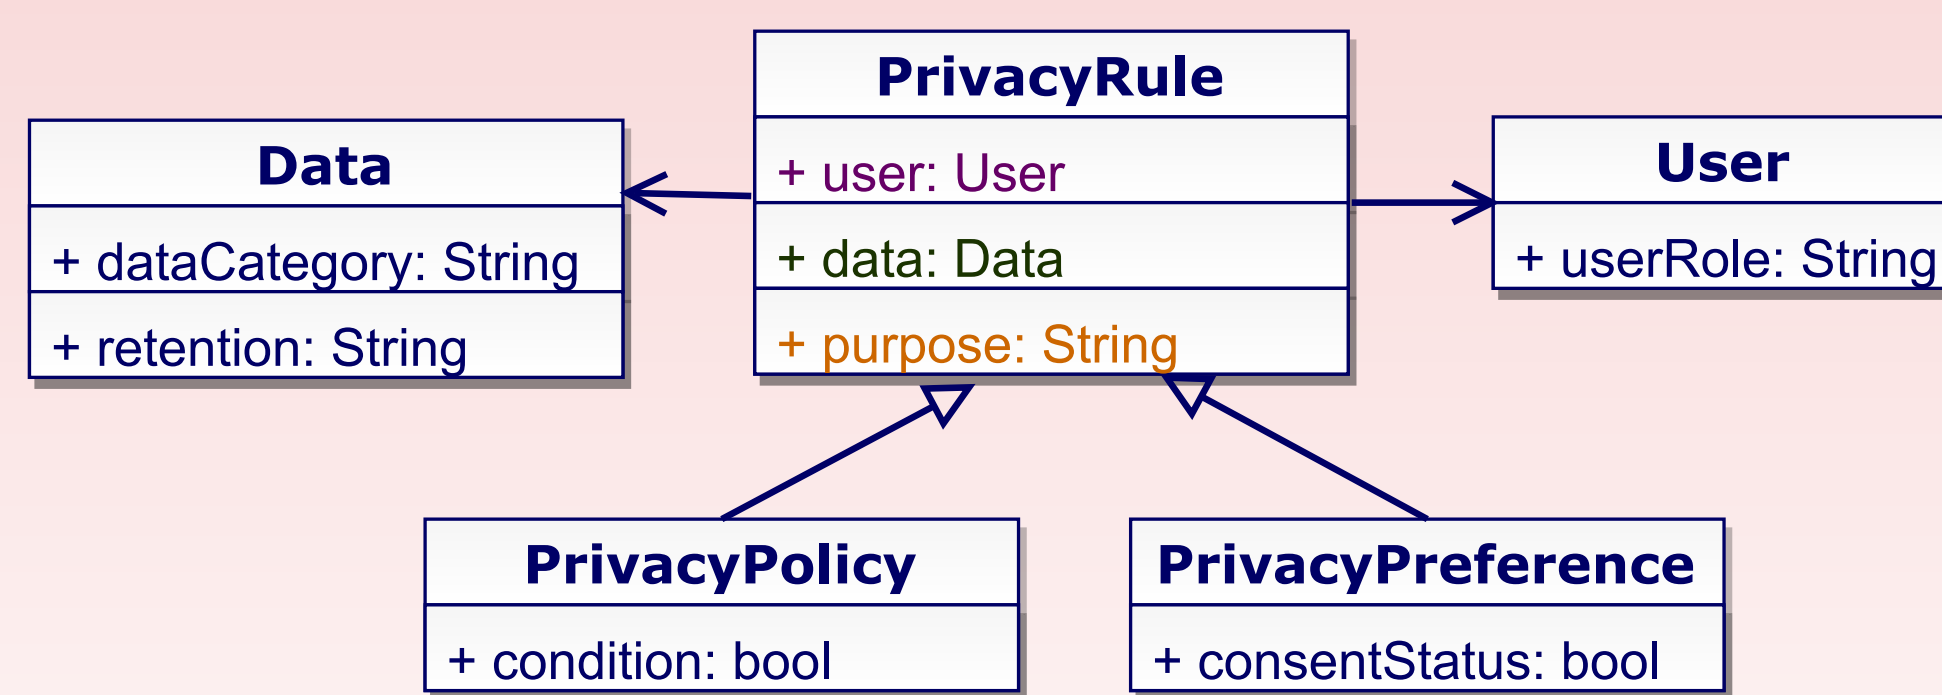 PrivacyRule
+ user: User
+ data: Data
+ purpose: String
Data
+ dataCategory: String
+ retention: String
User
+ userRole: String
PrivacyPolicy
+ condition: bool
PrivacyPreference
+ consentStatus: bool